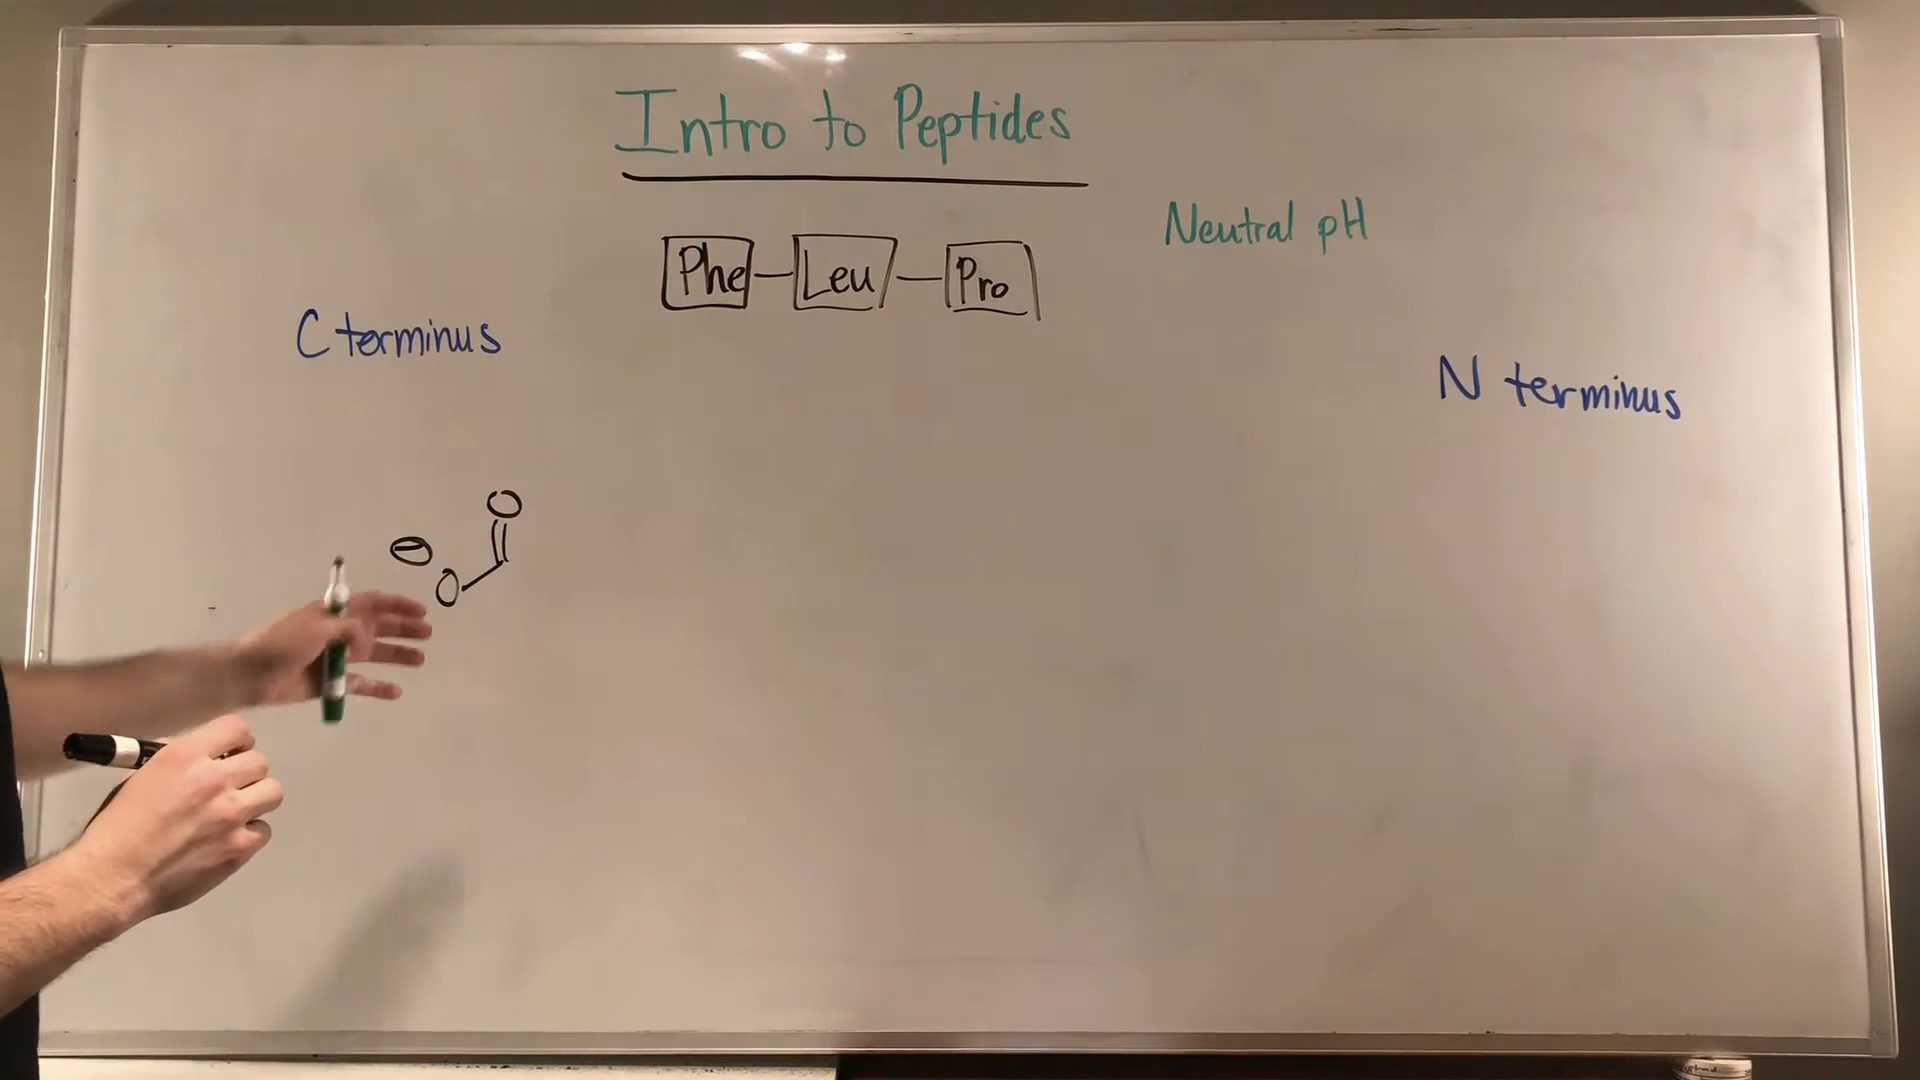 Intro to Peptides
Neutral pH
Phe-Leu-Pro
C terminus
N terminus
O
⊖
O